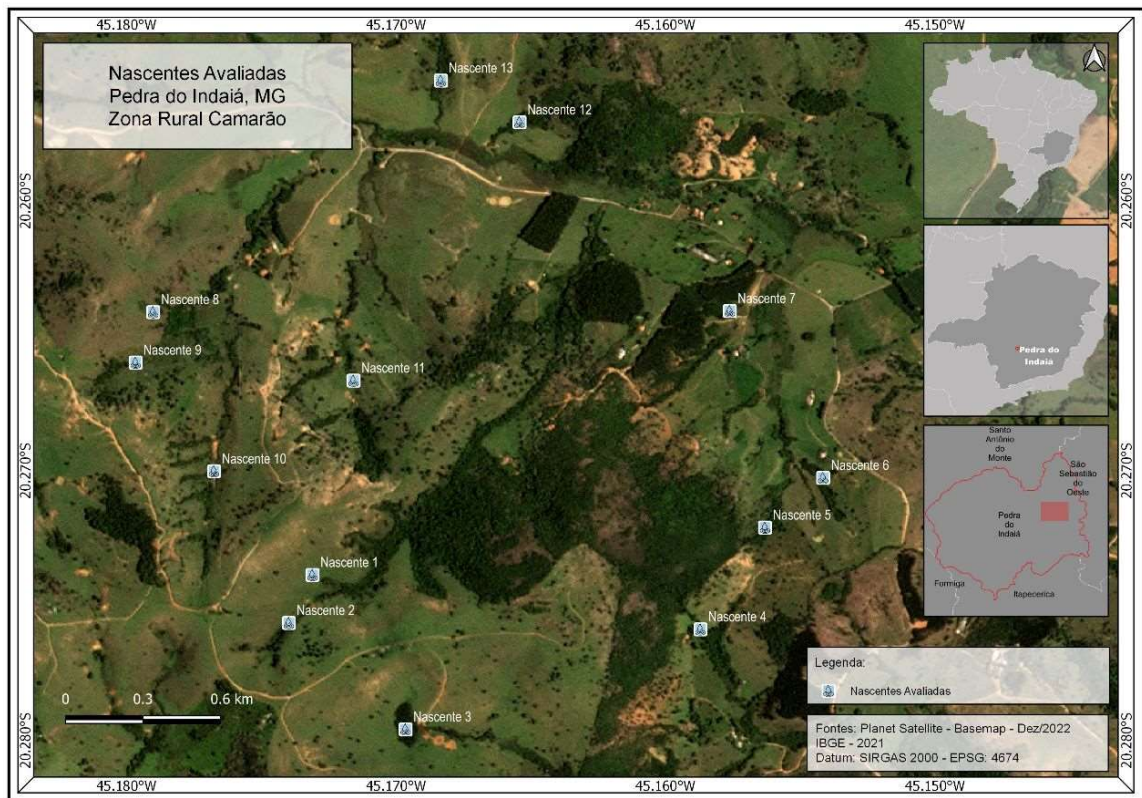 45.180°W
45.170°W
45.160°W
45.150°W
Nascentes Avaliadas
Pedra do Indaiá, MG
Zona Rural Camarão
Nascente 13
Nascente 12
20.260°S
20.260°S
Nascente 8
Nascente 7
Nascente 9
Nascente 11
Pedra do
Indaiá
Nascente 10
Nascente 6
20.270°S
20.270°S
Santo
Antônio
do
Monte
São
Sebastião
do
Oeste
Pedra
do
Indaiá
Formiga
Itapecerica
Nascente 5
Nascente 1
Nascente 2
Nascente 4
Nascente 3
0 0.3 0.6 km
Legenda:
Nascentes Avaliadas
Fontes: Planet Satellite - Basemap - Dez/2022
IBGE - 2021
Datum: SIRGAS 2000 - EPSG: 4674
20.280°S
20.280°S
45.180°W
45.170°W
45.160°W
45.150°W